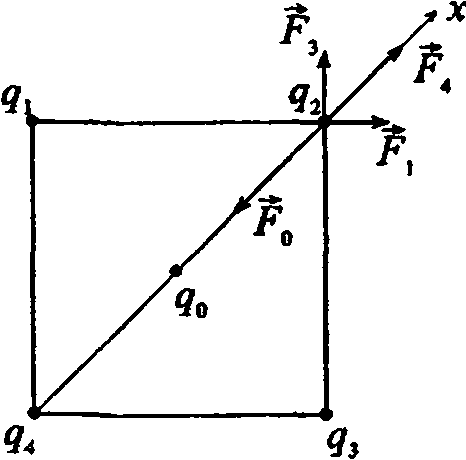 x
F⃗₃
F⃗₄
q₁
q₂
F⃗₁
F⃗₀
q₀
q₄
q₃